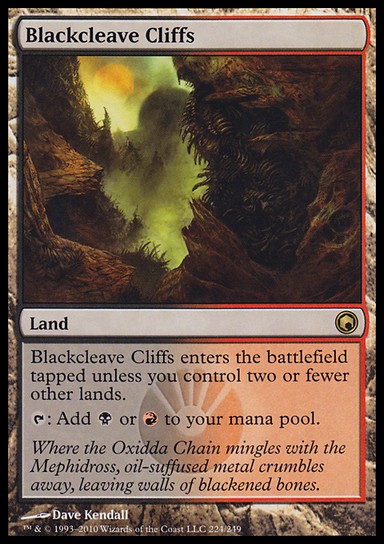 Blackcleave Cliffs
Land
Blackcleave Cliffs enters the battlefield
tapped unless you control two or fewer
other lands.
: Add or to your mana pool.
Where the Oxidda Chain mingles with the
Mephidross, oil-suffused metal crumbles
away, leaving walls of blackened bones.
Dave Kendall
™ & © 1993–2010 Wizards of the Coast LLC 224/249